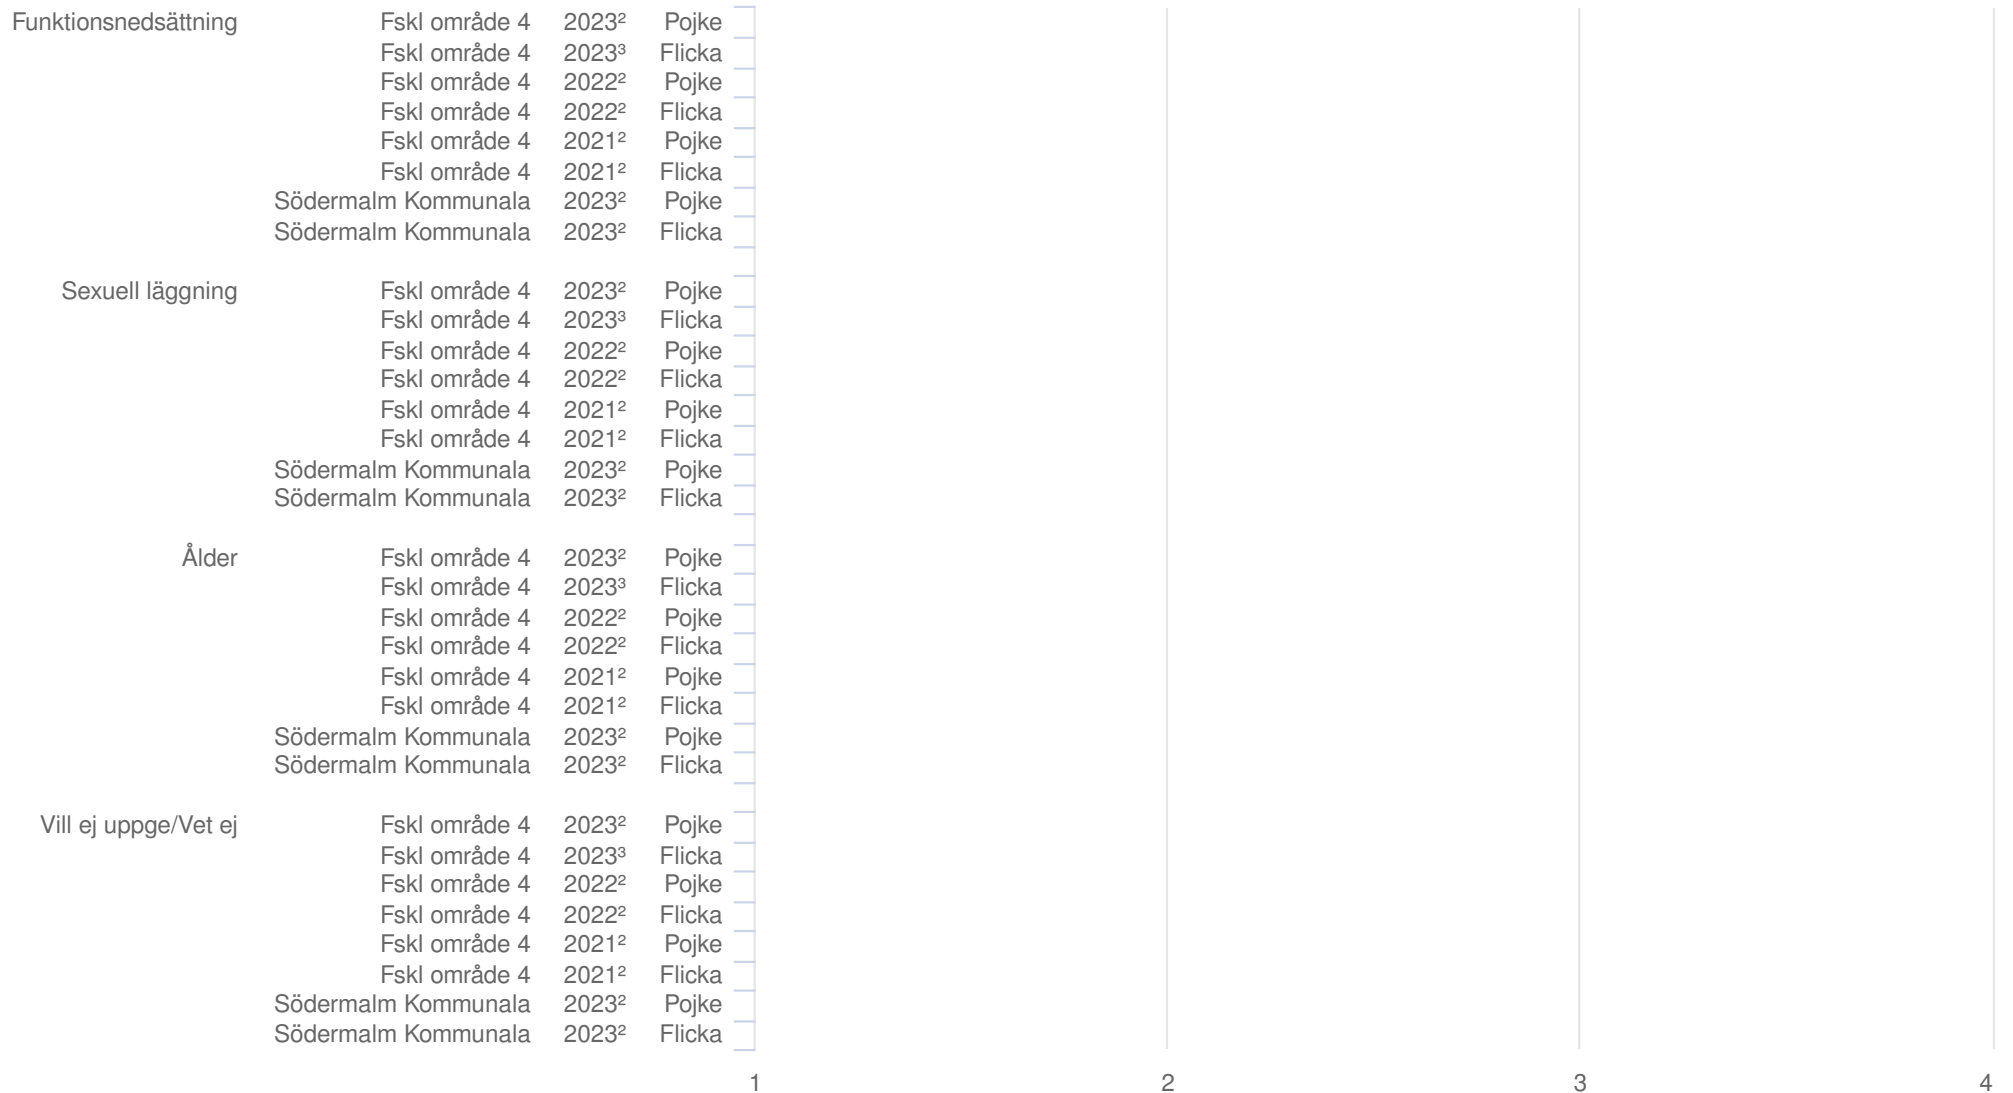 Funktionsnedsättning Fskl område 4 2023² Pojke
Fskl område 4 2023³ Flicka
Fskl område 4 2022² Pojke
Fskl område 4 2022² Flicka
Fskl område 4 2021² Pojke
Fskl område 4 2021² Flicka
Södermalm Kommunala 2023² Pojke
Södermalm Kommunala 2023² Flicka
Sexuell läggning Fskl område 4 2023² Pojke
Fskl område 4 2023³ Flicka
Fskl område 4 2022² Pojke
Fskl område 4 2022² Flicka
Fskl område 4 2021² Pojke
Fskl område 4 2021² Flicka
Södermalm Kommunala 2023² Pojke
Södermalm Kommunala 2023² Flicka
Ålder Fskl område 4 2023² Pojke
Fskl område 4 2023³ Flicka
Fskl område 4 2022² Pojke
Fskl område 4 2022² Flicka
Fskl område 4 2021² Pojke
Fskl område 4 2021² Flicka
Södermalm Kommunala 2023² Pojke
Södermalm Kommunala 2023² Flicka
Vill ej uppge/Vet ej Fskl område 4 2023² Pojke
Fskl område 4 2023³ Flicka
Fskl område 4 2022² Pojke
Fskl område 4 2022² Flicka
Fskl område 4 2021² Pojke
Fskl område 4 2021² Flicka
Södermalm Kommunala 2023² Pojke
Södermalm Kommunala 2023² Flicka
1 2 3 4